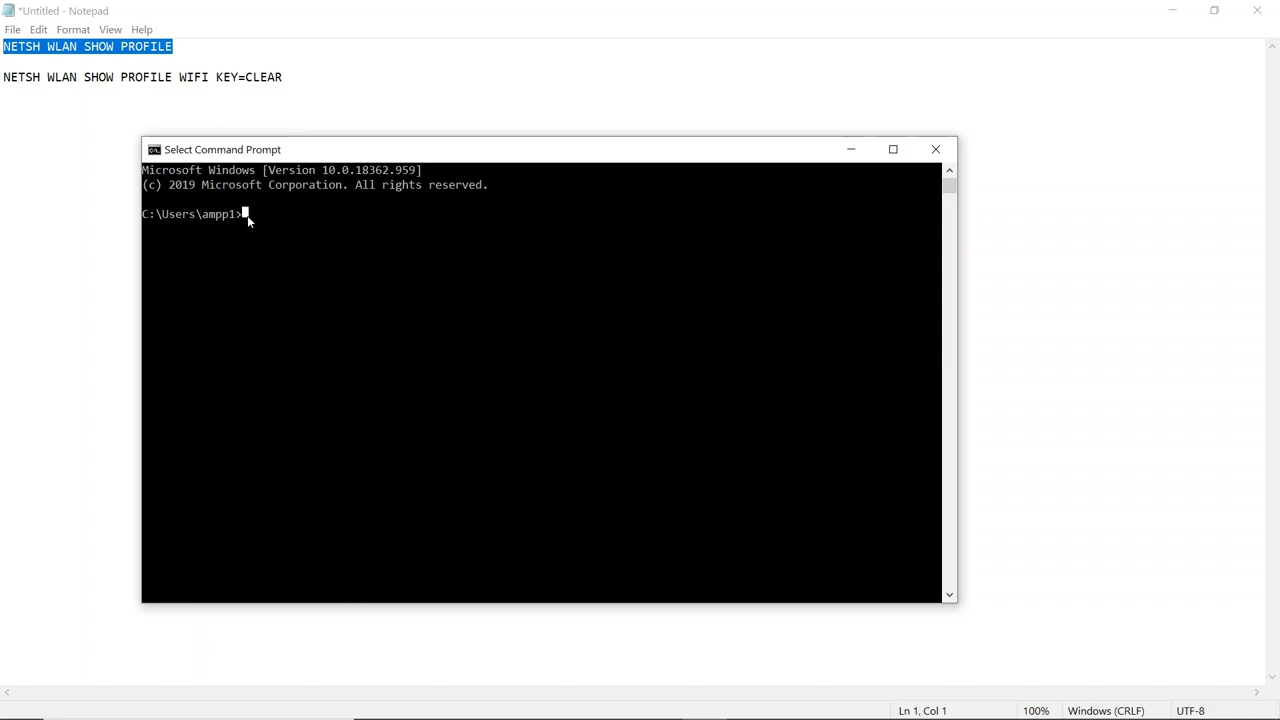 *Untitled - Notepad
File Edit Format View Help
NETSH WLAN SHOW PROFILE
NETSH WLAN SHOW PROFILE WIFI KEY=CLEAR
Select Command Prompt
Microsoft Windows [Version 10.0.18362.959]
(c) 2019 Microsoft Corporation. All rights reserved.
C:\Users\ampp1>
Ln 1, Col 1 100% Windows (CRLF) UTF-8